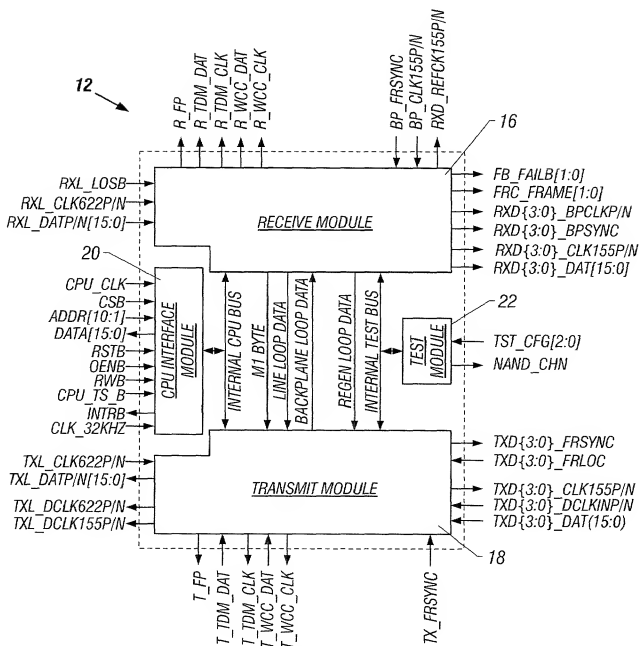 12
R_FP
R_TDM_DAT
R_TDM_CLK
R_WCC_DAT
R_WCC_CLK
BP_FRSYNC
BP_CLK155P/N
RXD_REFCK155P/N
16
RXL_LOSB
RXL_CLK622P/N
RXL_DATP/N[15:0]
RECEIVE MODULE
FB_FAILB[1:0]
FRC_FRAME[1:0]
RXD{3:0}_BPCLKP/N
RXD{3:0}_BPSYNC
RXD{3:0}_CLK155P/N
RXD{3:0}_DAT[15:0]
20
CPU_CLK
CSB
ADDR[10:1]
DATA[15:0]
RSTB
OENB
RWB
CPU_TS_B
INTRB
CLK_32KHZ
CPU INTERFACE
MODULE
INTERNAL CPU BUS
M1 BYTE
LINE LOOP DATA
BACKPLANE LOOP DATA
REGEN LOOP DATA
INTERNAL TEST BUS
22
TEST
MODULE
TST_CFG[2:0]
NAND_CHN
TXL_CLK622P/N
TXL_DATP/N[15:0]
TXL_DCLK622P/N
TXL_DCLK155P/N
TRANSMIT MODULE
TXD{3:0}_FRSYNC
TXD{3:0}_FRLOC
TXD{3:0}_CLK155P/N
TXD{3:0}_DCLKINP/N
TXD{3:0}_DAT(15:0)
18
T_FP
T_TDM_DAT
T_TDM_CLK
T_WCC_DAT
T_WCC_CLK
TX_FRSYNC